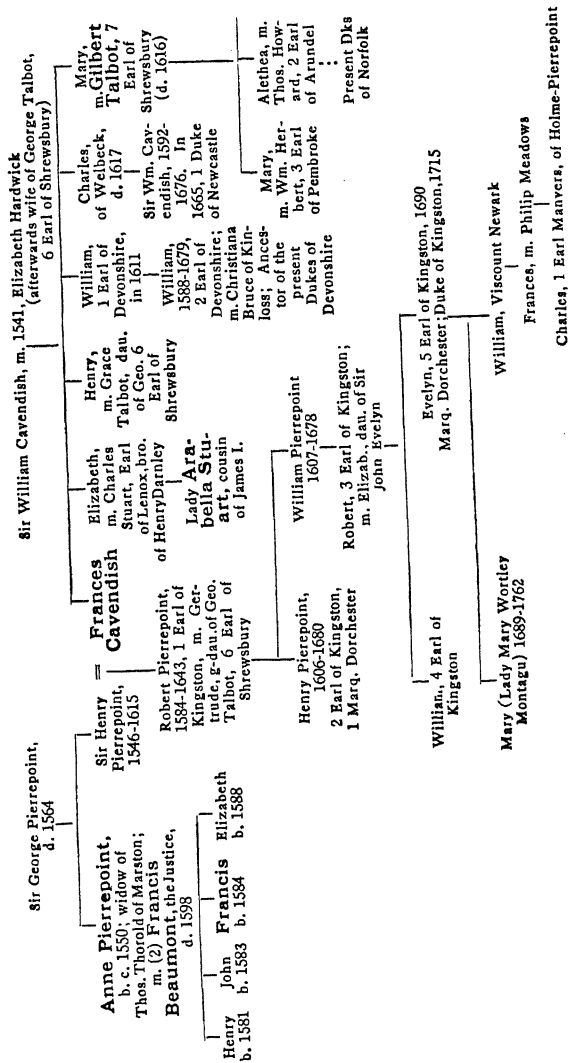 Sir George Pierrepoint,
d. 1564
Sir William Cavendish, m. 1541, Elizabeth Hardwick
(afterwards wife of George Talbot,
6 Earl of Shrewsbury)
Anne Pierrepoint,
b. c. 1550; widow of
Thos. Thorold of Marston;
m. (2) Francis
Beaumont, the Justice,
d. 1598
Sir Henry
Pierrepoint,
1546-1615
=
Frances
Cavendish
Elizabeth,
m. Charles
Stuart, Earl
of Lenox, bro.
of Henry Darnley
Henry,
m. Grace
Talbot, dau.
of Geo. 6
Earl of
Shrewsbury
William,
1 Earl of
Devonshire,
in 1611
Charles,
of Welbeck,
d. 1617
Mary,
m. Gilbert
Talbot, 7
Earl of
Shrewsbury
(d. 1616)
Henry
b. 1581
John
b. 1583
Francis
b. 1584
Elizabeth
b. 1588
Robert Pierrepoint,
1584-1643, 1 Earl of
Kingston, m. Ger-
trude, g-dau. of Geo.
Talbot, 6 Earl of
Shrewsbury
Lady Ara-
bella Stu-
art, cousin
of James I.
William,
1588-1679,
2 Earl of
Devonshire;
m. Christiana
Bruce of Kin-
loss; Ances-
tor of the
present
Dukes of
Devonshire
Sir Wm. Cav-
endish, 1592-
1676. In
1665, 1 Duke
of Newcastle
Mary,
m. Wm. Her-
bert, 3 Earl
of Pembroke
Alethea, m.
Thos. How-
ard, 2 Earl
of Arundel
Present Dks
of Norfolk
Henry Pierepoint,
1606-1680
2 Earl of Kingston,
1 Marq. Dorchester
William Pierrepoint
1607-1678
Robert, 3 Earl of Kingston;
m. Elizab., dau. of Sir
John Evelyn
William, 4 Earl of
Kingston
Evelyn, 5 Earl of Kingston, 1690
Marq. Dorchester; Duke of Kingston, 1715
Mary (Lady Mary Wortley
Montagu) 1689-1762
William, Viscount Newark
Frances, m. Philip Meadows
Charles, 1 Earl Manvers, of Holme-Pierrepoint